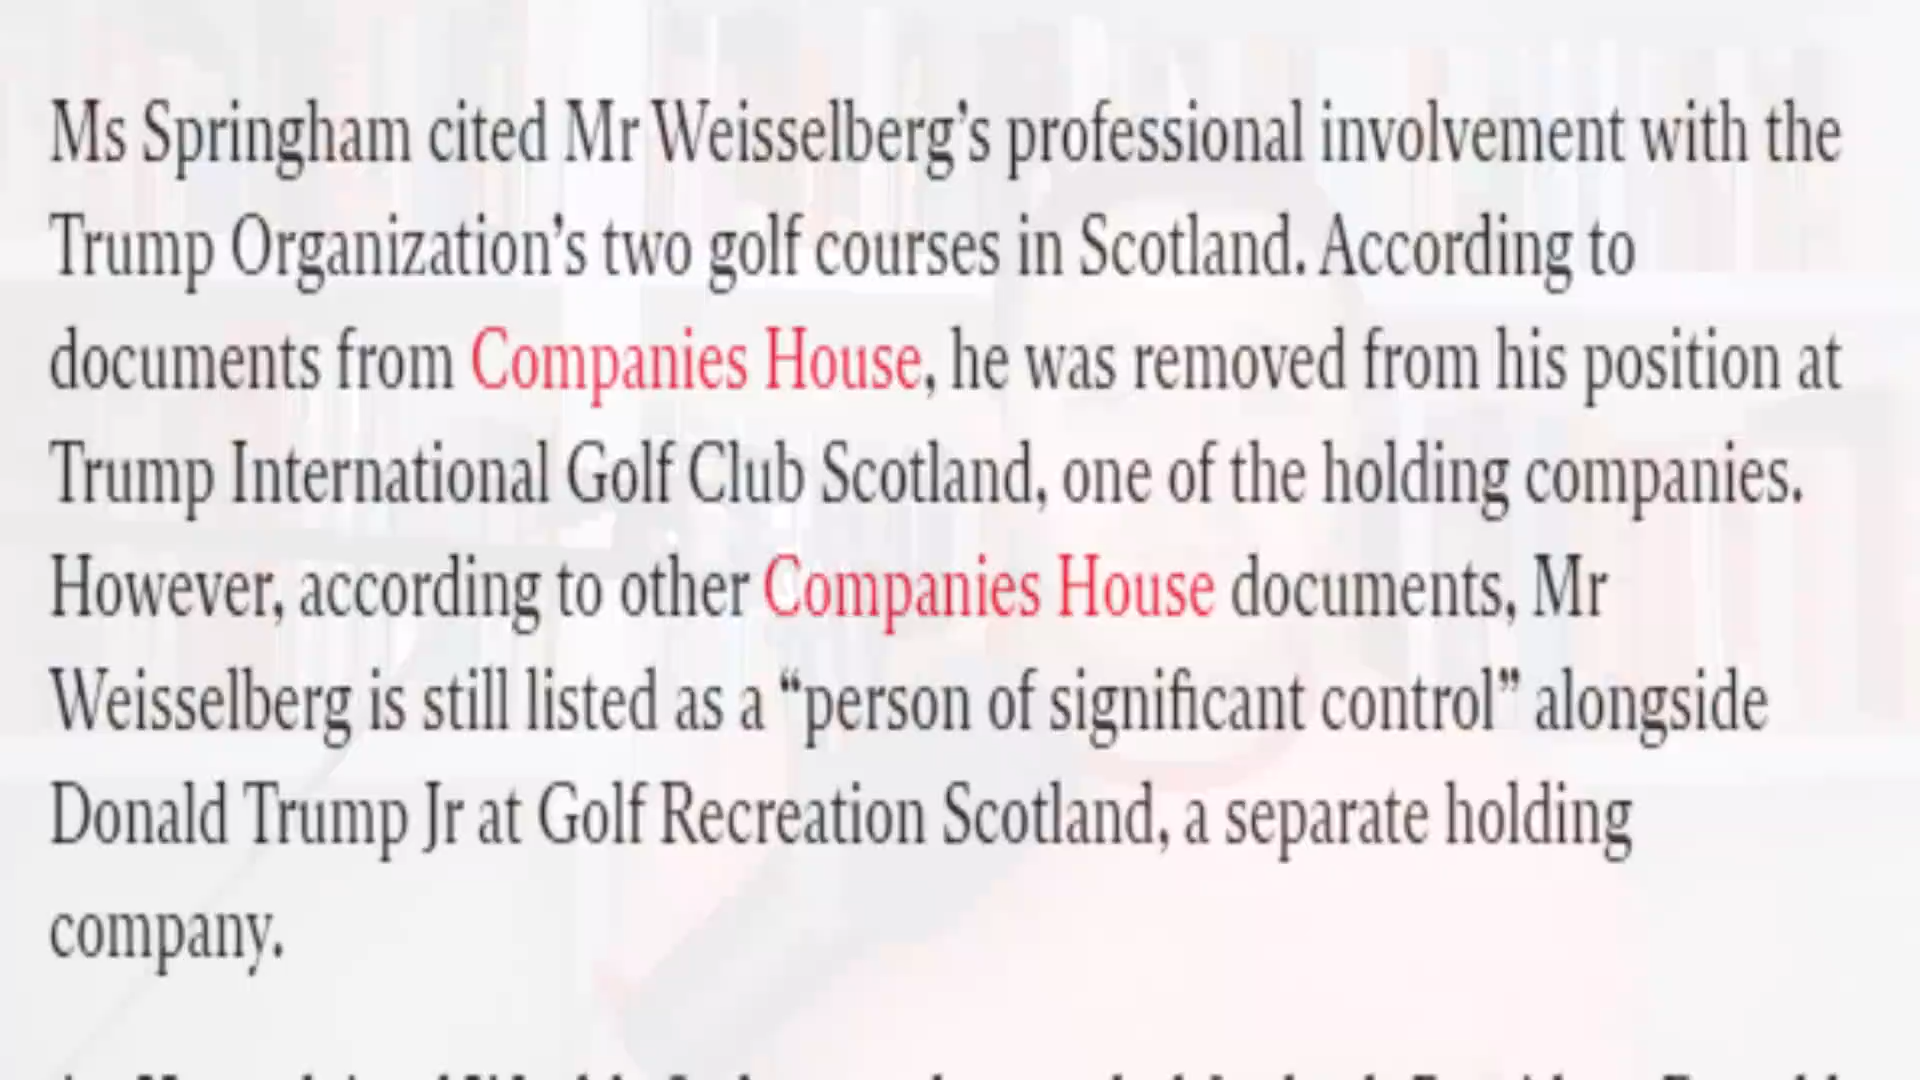 Ms Springham cited Mr Weisselberg’s professional involvement with the
Trump Organization’s two golf courses in Scotland. According to
documents from Companies House, he was removed from his position at
Trump International Golf Club Scotland, one of the holding companies.
However, according to other Companies House documents, Mr
Weisselberg is still listed as a “person of significant control” alongside
Donald Trump Jr at Golf Recreation Scotland, a separate holding
company.